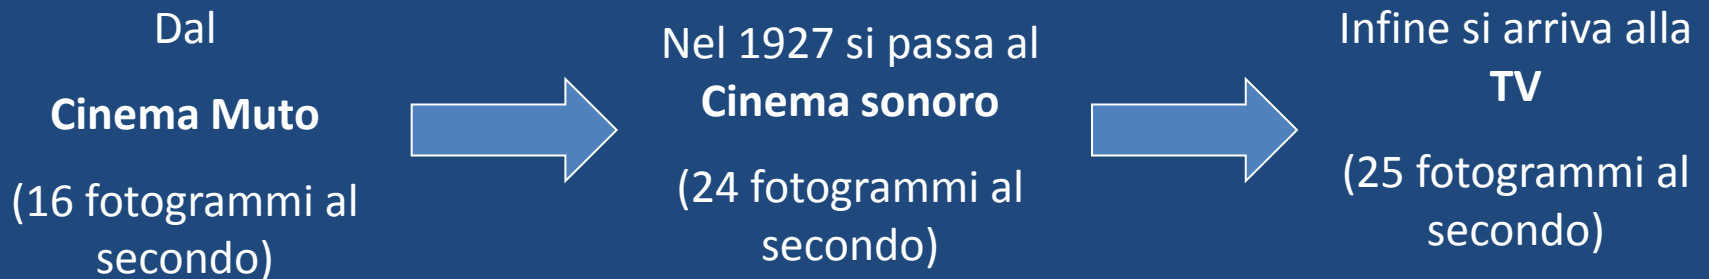 Dal
Cinema Muto
(16 fotogrammi al
secondo)
Nel 1927 si passa al
Cinema sonoro
(24 fotogrammi al
secondo)
Infine si arriva alla
TV
(25 fotogrammi al
secondo)